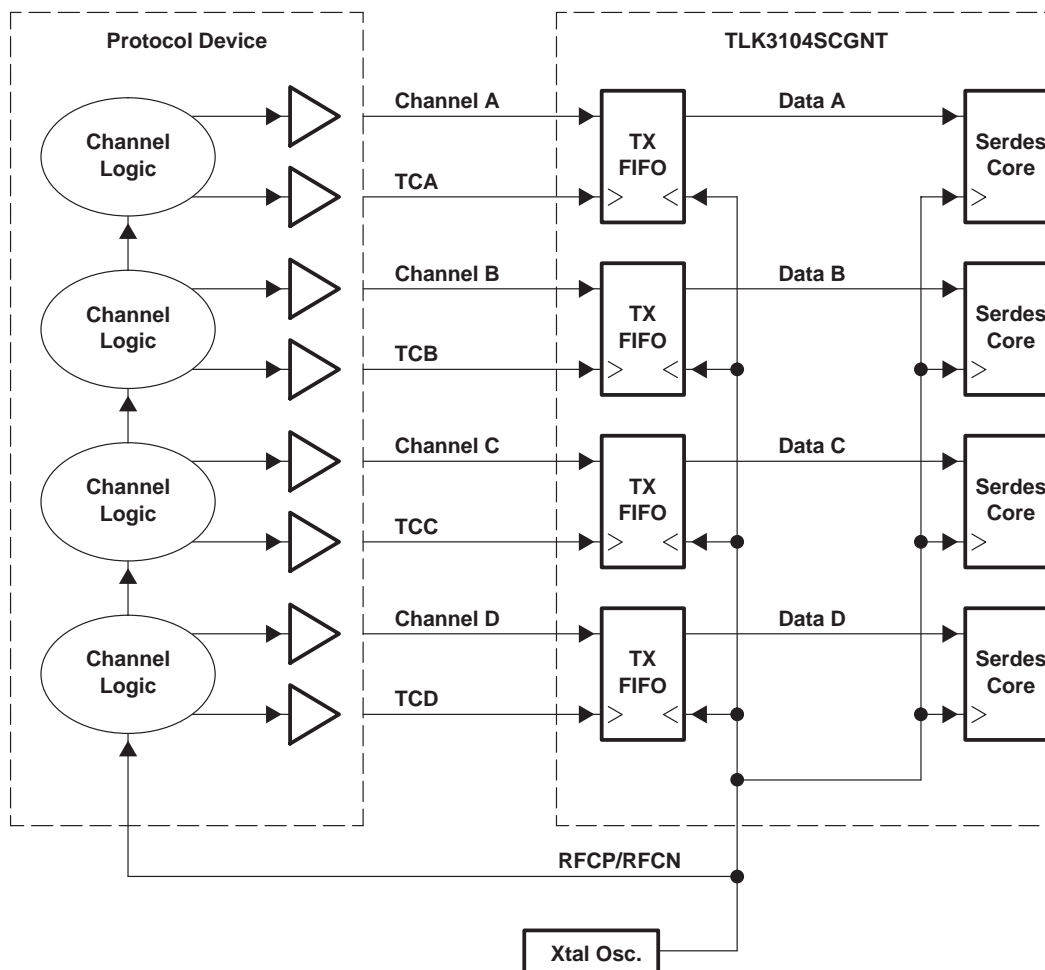 Protocol Device
TLK3104SCGNT
Channel A
Data A
Channel
Logic
TX
FIFO
Serdes
Core
TCA
Channel B
Data B
Channel
Logic
TX
FIFO
Serdes
Core
TCB
Channel C
Data C
Channel
Logic
TX
FIFO
Serdes
Core
TCC
Channel D
Data D
Channel
Logic
TX
FIFO
Serdes
Core
TCD
RFCP/RFCN
Xtal Osc.